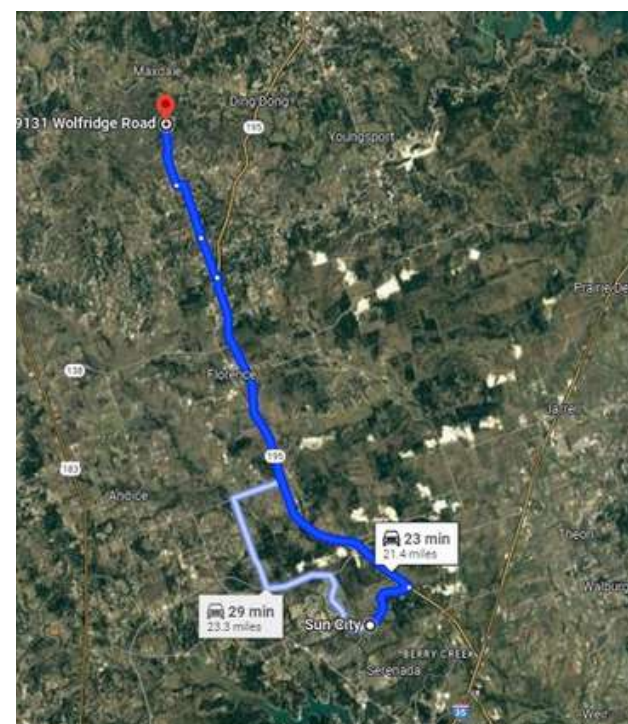 Maxdale
9131 Wolfridge Road
Ding Dong
195
Youngsport
Prairie De
138
Florence
Jarrell
195
183
Andice
23 min
21.4 miles
Theon
29 min
23.3 miles
Walburg
Sun City
BERRY CREEK
Serenada
35
Weir